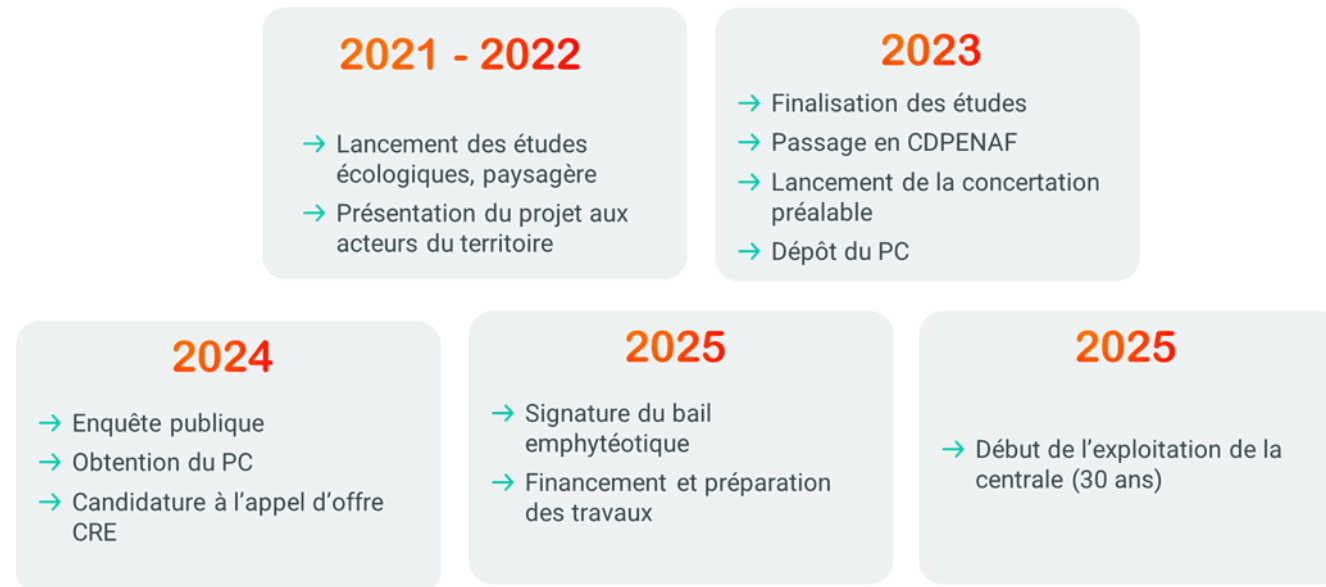 2021 - 2022
→ Lancement des études
écologiques, paysagère
→ Présentation du projet aux
acteurs du territoire
2023
→ Finalisation des études
→ Passage en CDPENAF
→ Lancement de la concertation
préalable
→ Dépôt du PC
2024
→ Enquête publique
→ Obtention du PC
→ Candidature à l’appel d’offre
CRE
2025
→ Signature du bail
emphytéotique
→ Financement et préparation
des travaux
2025
→ Début de l’exploitation de la
centrale (30 ans)